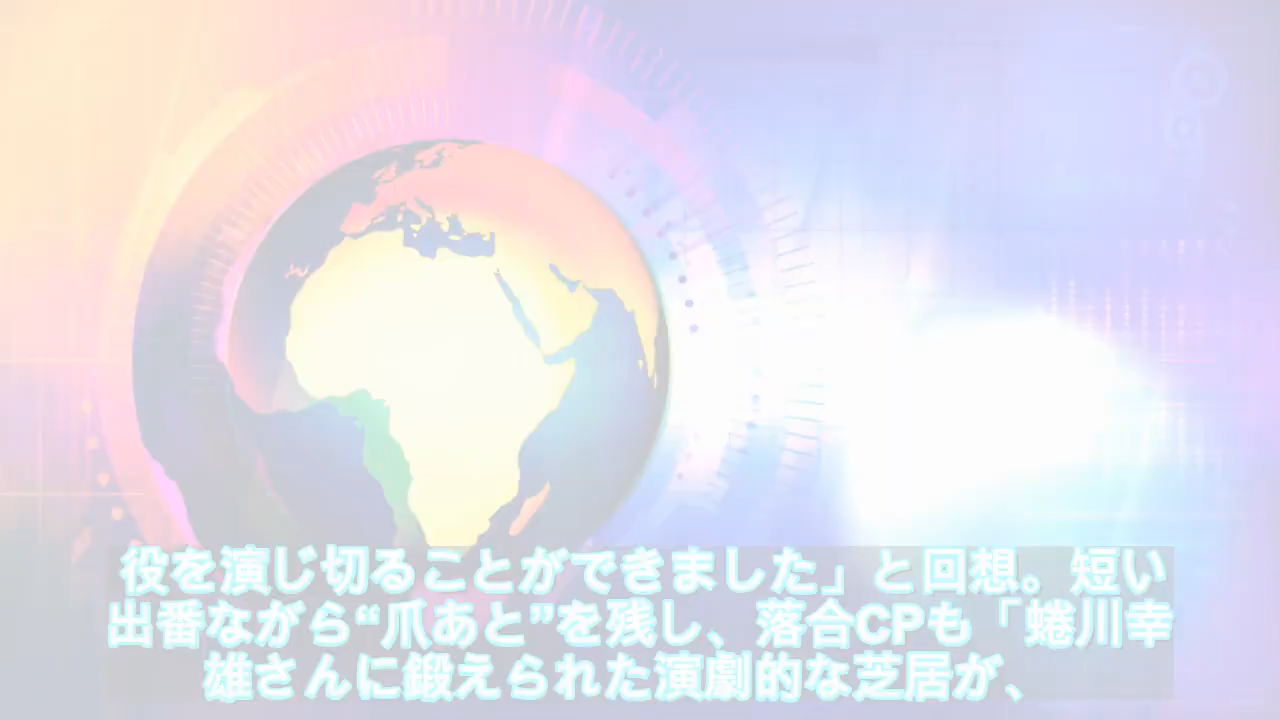 役を演じ切ることができました」と回想。短い
出番ながら“爪あと”を残し、落合CPも「蜷川幸
雄さんに鍛えられた演劇的な芝居が、